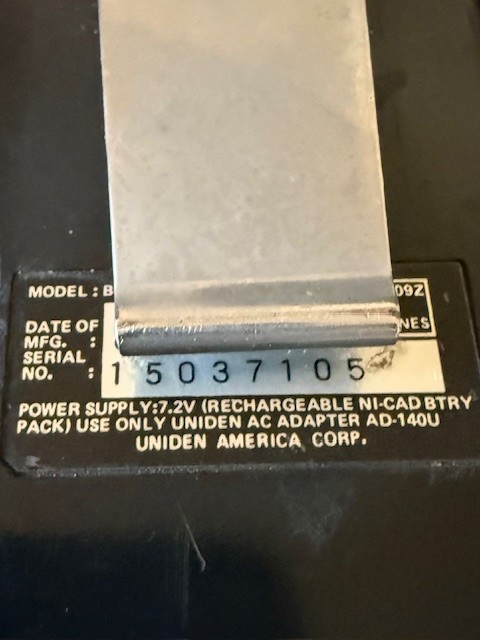 MODEL : B 09Z
DATE OF NES
MFG. :
SERIAL
NO. : 15037105
POWER SUPPLY:7.2V (RECHARGEABLE NI-CAD BTRY
PACK) USE ONLY UNIDEN AC ADAPTER AD-140U
UNIDEN AMERICA CORP.